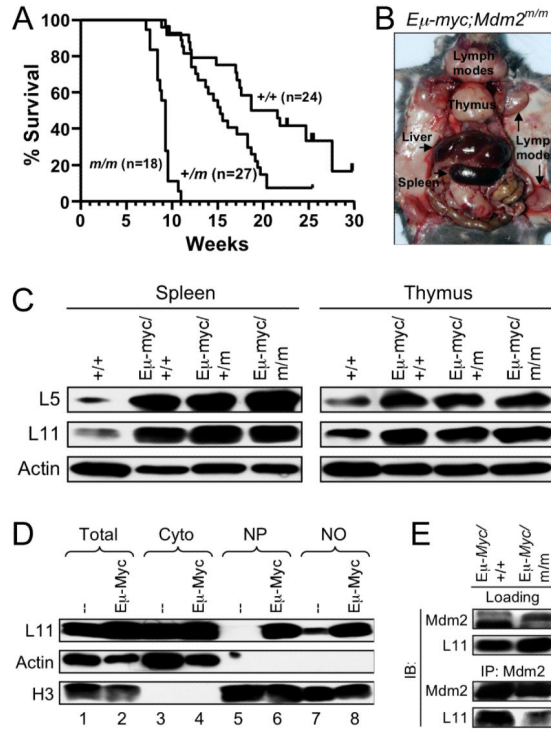 A
100
80
60
40
20
0
% Survival
+/+ (n=24)
m/m (n=18)
+/m (n=27)
0 5 10 15 20 25 30
Weeks
B Eμ-myc;Mdm2m/m
Lymph
modes
Thymus
Liver
Lymph
modes
Spleen
C
Spleen Thymus
+/+ Eμ-myc/ +/+ Eμ-myc/ +/m Eμ-myc/ m/m +/+ Eμ-myc/ +/+ Eμ-myc/ +/m Eμ-myc/ m/m
L5
L11
Actin
D
Total Cyto NP NO
-- Eμ-Myc -- Eμ-Myc -- Eμ-Myc -- Eμ-Myc
L11
Actin
H3
1 2 3 4 5 6 7 8
E
Eμ-Myc/ +/+ Eμ-Myc/ m/m
Loading
Mdm2
L11
IB:
IP: Mdm2
Mdm2
L11